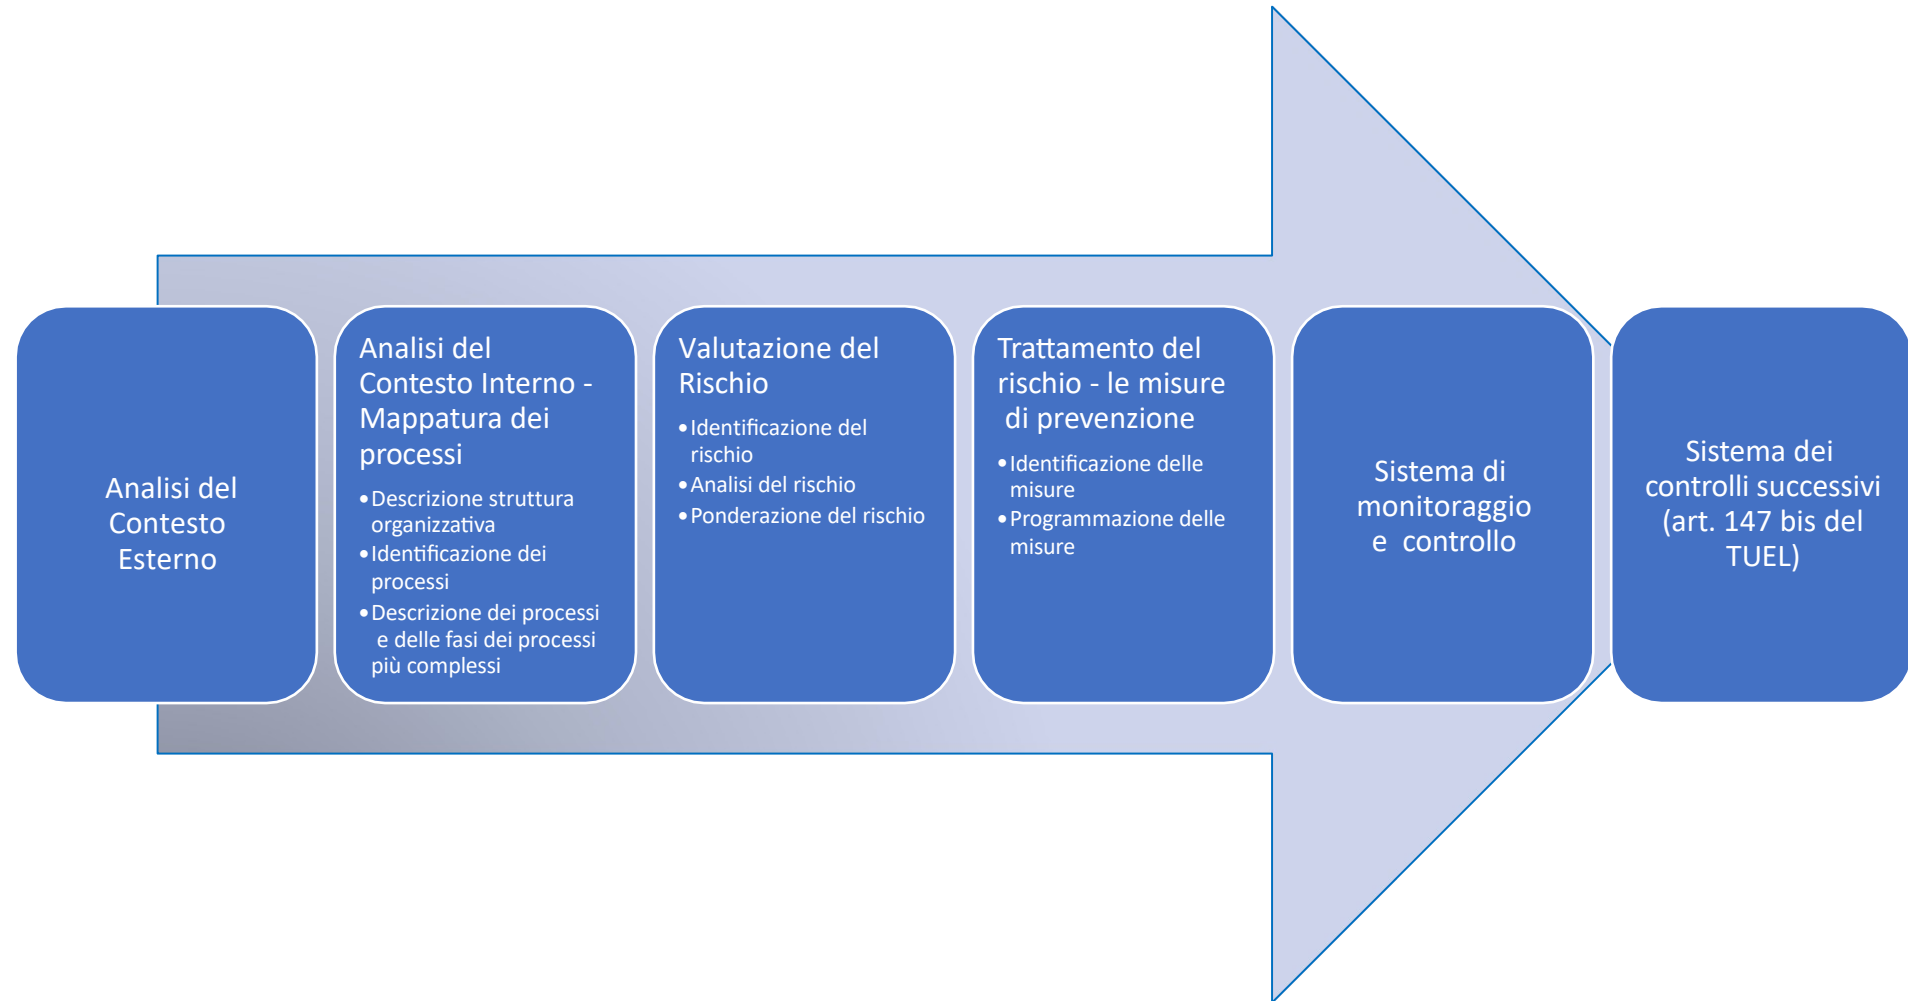 Analisi del
Contesto
Esterno
Analisi del
Contesto Interno -
Mappatura dei
processi
•Descrizione struttura
organizzativa
•Identificazione dei
processi
•Descrizione dei processi
e delle fasi dei processi
più complessi
Valutazione del
Rischio
•Identificazione del
rischio
•Analisi del rischio
•Ponderazione del rischio
Trattamento del
rischio - le misure
di prevenzione
•Identificazione delle
misure
•Programmazione delle
misure
Sistema di
monitoraggio
e controllo
Sistema dei
controlli successivi
(art. 147 bis del
TUEL)